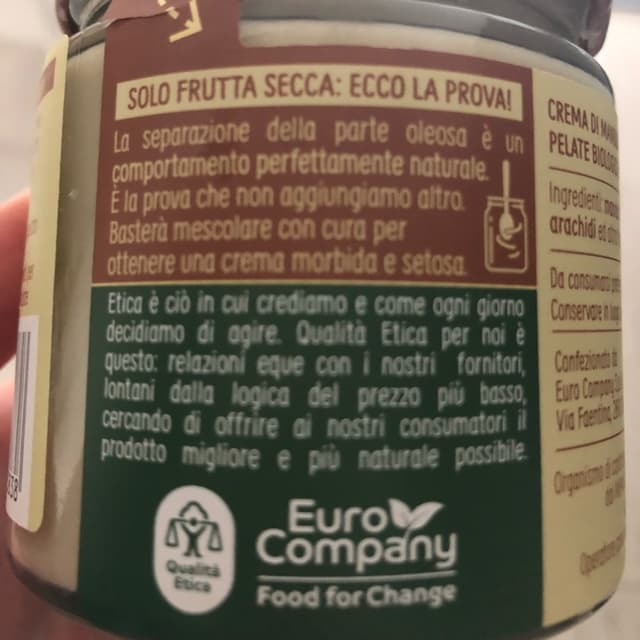 SOLO FRUTTA SECCA: ECCO LA PROVA!
La separazione della parte oleosa è un
comportamento perfettamente naturale.
È la prova che non aggiungiamo altro.
Basterà mescolare con cura per
ottenere una crema morbida e setosa.
Etica è ciò in cui crediamo e come ogni giorno
decidiamo di agire. Qualità Etica per noi è
questo: relazioni eque con i nostri fornitori,
lontani dalla logica del prezzo più basso,
cercando di offrire ai nostri consumatori il
prodotto migliore e più naturale possibile.
Qualità
Etica
Euro
Company
Food for Change
CREMA DI
PELATE
Ingredienti:
arachidi ed
Da consumarsi
Conservare in
Confezionato
Euro Company
Via Faentina,
Organismo di